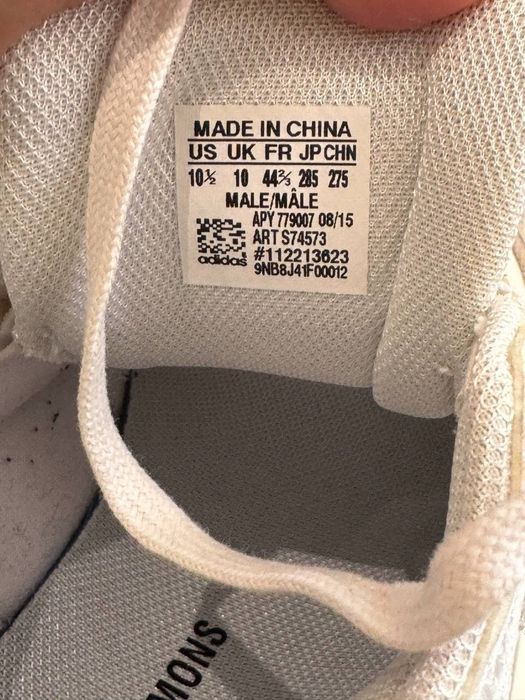 MADE IN CHINA
US UK FR JP CHN
10½ 10 44⅔ 285 275
MALE/MÂLE
APY 779007 08/15
ART S74573
#112213623
adidas 9NB8J41F00012